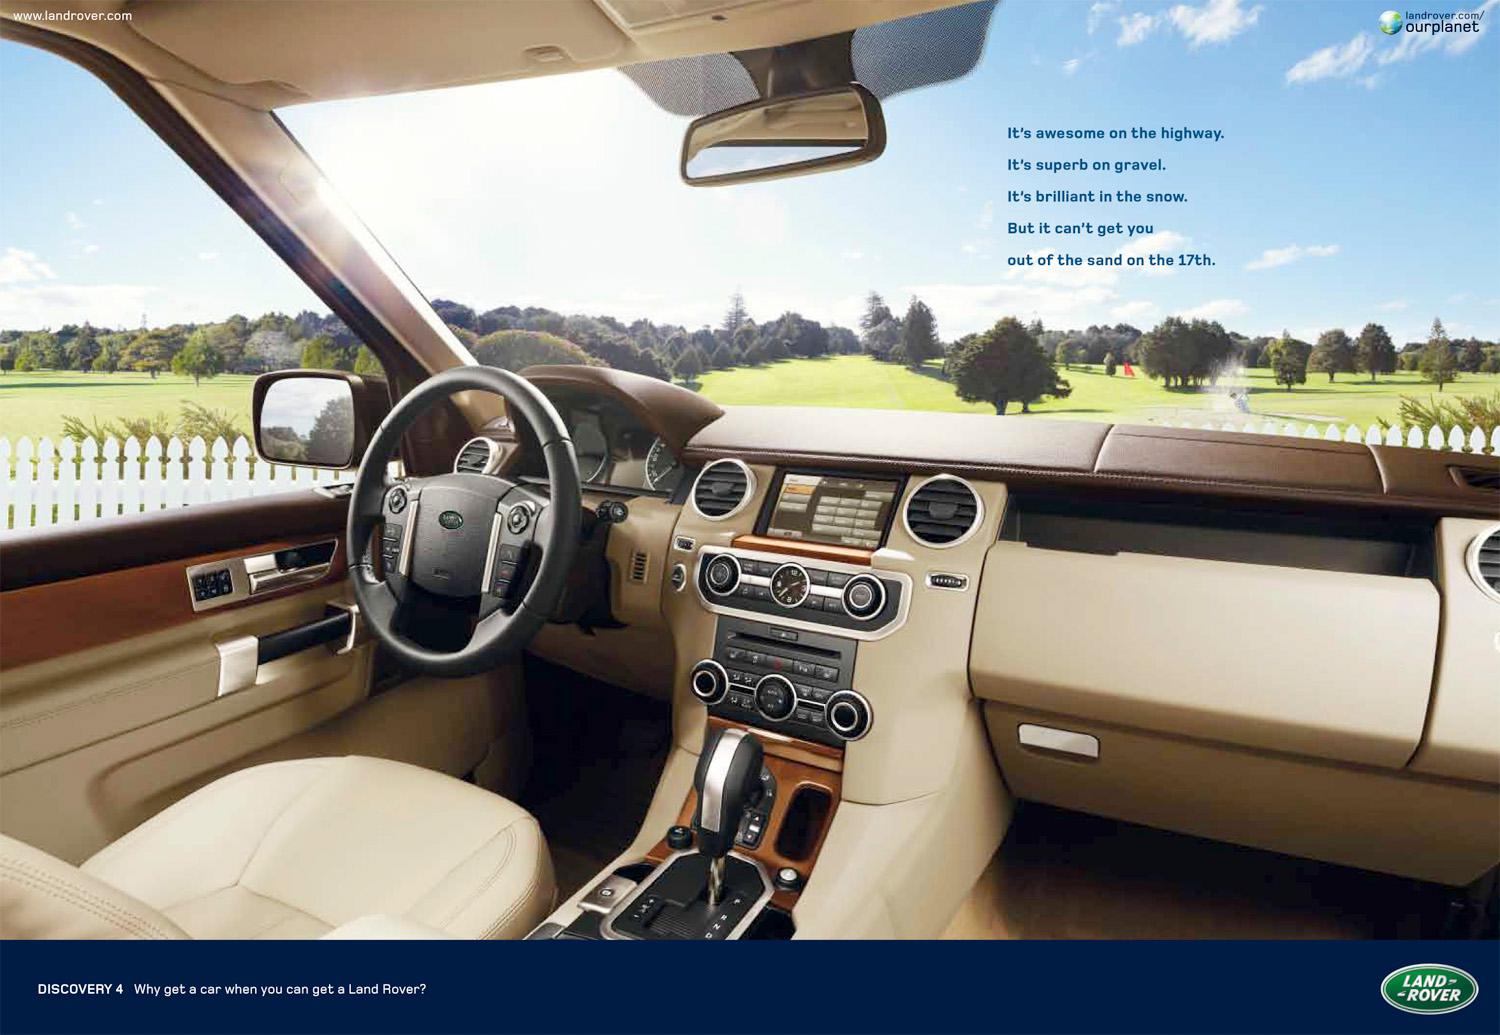 www.landrover.com
landrover.com/
ourplanet
It's awesome on the highway.
It's superb on gravel.
It's brilliant in the snow.
But it can't get you
out of the sand on the 17th.
P
R
N
D
DISCOVERY 4 Why get a car when you can get a Land Rover?
LAND
ROVER